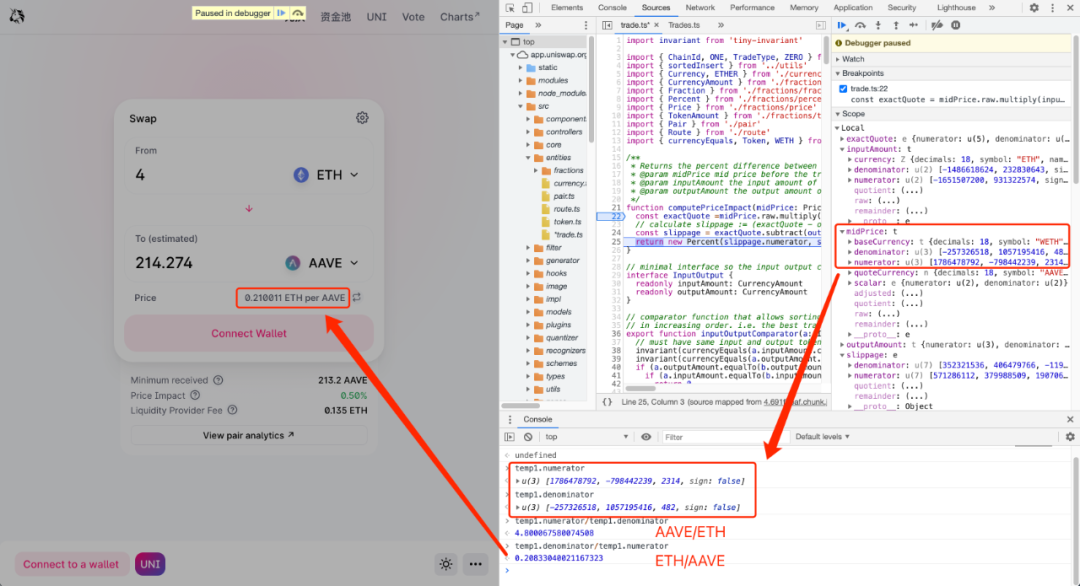 Paused in debugger
资金池
UNI
Vote
Charts↗
Swap
From
4
ETH
To (estimated)
214.274
AAVE
Price
0.210011 ETH per AAVE
Connect Wallet
Minimum received
213.2 AAVE
Price Impact
0.50%
Liquidity Provider Fee
0.135 ETH
View pair analytics ↗
Connect to a wallet
UNI
Elements
Console
Sources
Network
Performance
Memory
Application
Security
Lighthouse
»
Page
»
trade.ts*
Trades.ts
»
top
app.uniswap.org
static
modules
node_modules
src
component
controllers
core
entities
fractions
currency.
pair.ts
route.ts
token.ts
*trade.ts
filter
generator
hooks
image
impl
models
plugins
quantizer
recognizers
schemes
types
utils
1 import invariant from 'tiny-invariant'
import { ChainId, ONE, TradeType, ZERO } f
import { sortedInsert } from '../utils'
import { Currency, ETHER } from './currenc
import { CurrencyAmount } from './fraction
import { Fraction } from './fractions/frac
import { Percent } from './fractions/perce
import { Price } from './fractions/price'
import { TokenAmount } from './fractions/t
import { Pair } from './pair'
import { Route } from './route'
import { currencyEquals, Token, WETH } fro
/**
* Returns the percent difference between
* @param midPrice mid price before the tr
* @param inputAmount the input amount of
* @param outputAmount the output amount o
*/
21 function computePriceImpact(midPrice: Pric
22 const exactQuote =midPrice.raw.multiply(
// calculate slippage := (exactQuote - o
24 const slippage = exactQuote.subtract(out
25 return new Percent(slippage.numerator, s
}
// minimal interface so the input output c
interface InputOutput {
readonly inputAmount: CurrencyAmount
readonly outputAmount: CurrencyAmount
}
// comparator function that allows sorting
// in increasing order. i.e. the best tra
export function inputOutputComparator(a: I
// must have same input and output token
38 invariant(currencyEquals(a.inputAmount.c
39 invariant(currencyEquals(a.outputAmount.
40 if (a.outputAmount.equalTo(b.outputAmoun
41 if (a.inputAmount.equalTo(b.inputAmoun
42 return 0
{} Line 25, Column 3 (source mapped from 4.691f
af.chunk.
Debugger paused
Watch
Breakpoints
trade.ts:22
const exactQuote = midPrice.raw.multiply(inpu…
Scope
Local
exactQuote: e {numerator: u(5), denominator: u(…
inputAmount: t
currency: Z {decimals: 18, symbol: "ETH", nam…
denominator: u(2) [-1486618624, 232830643, si…
numerator: u(2) [-1651507200, 931322574, sign…
quotient: (...)
raw: (...)
remainder: (...)
__proto__: e
midPrice: t
baseCurrency: t {decimals: 18, symbol: "WETH"
denominator: u(3) [-257326518, 1057195416, 48
numerator: u(3) [1786478792, -798442239, 2314
quoteCurrency: n {decimals: 18, symbol: "AAVE…
scalar: e {numerator: u(2), denominator: u(2)}
adjusted: (...)
quotient: (...)
raw: (...)
remainder: (...)
__proto__: e
outputAmount: t {numerator: u(3), denominator: …
slippage: e
denominator: u(7) [352321536, 406479766, -119…
numerator: u(7) [571286112, 379988509, 190706…
quotient: (...)
remainder: (...)
__proto__: Object
Console
top
Filter
Default levels ▼
undefined
temp1.numerator
u(3) [1786478792, -798442239, 2314, sign: false]
temp1.denominator
u(3) [-257326518, 1057195416, 482, sign: false]
temp1.numerator/temp1.denominator
4.800067580074508
AAVE/ETH
temp1.denominator/temp1.numerator
0.20833040021167323
ETH/AAVE